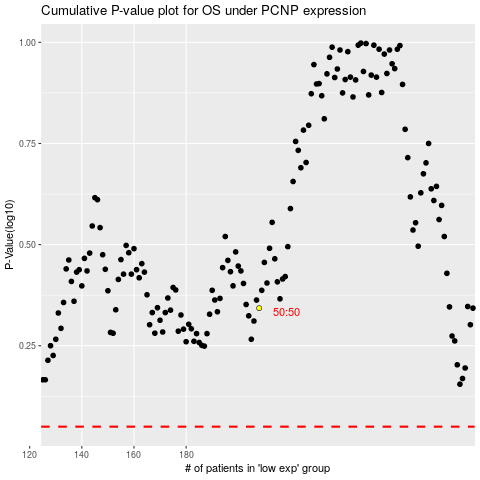 Cumulative P-value plot for OS under PCNP expression
P-Value(log10)
1.00
0.75
0.50
0.25
50:50
120 140 160 180
# of patients in 'low exp' group